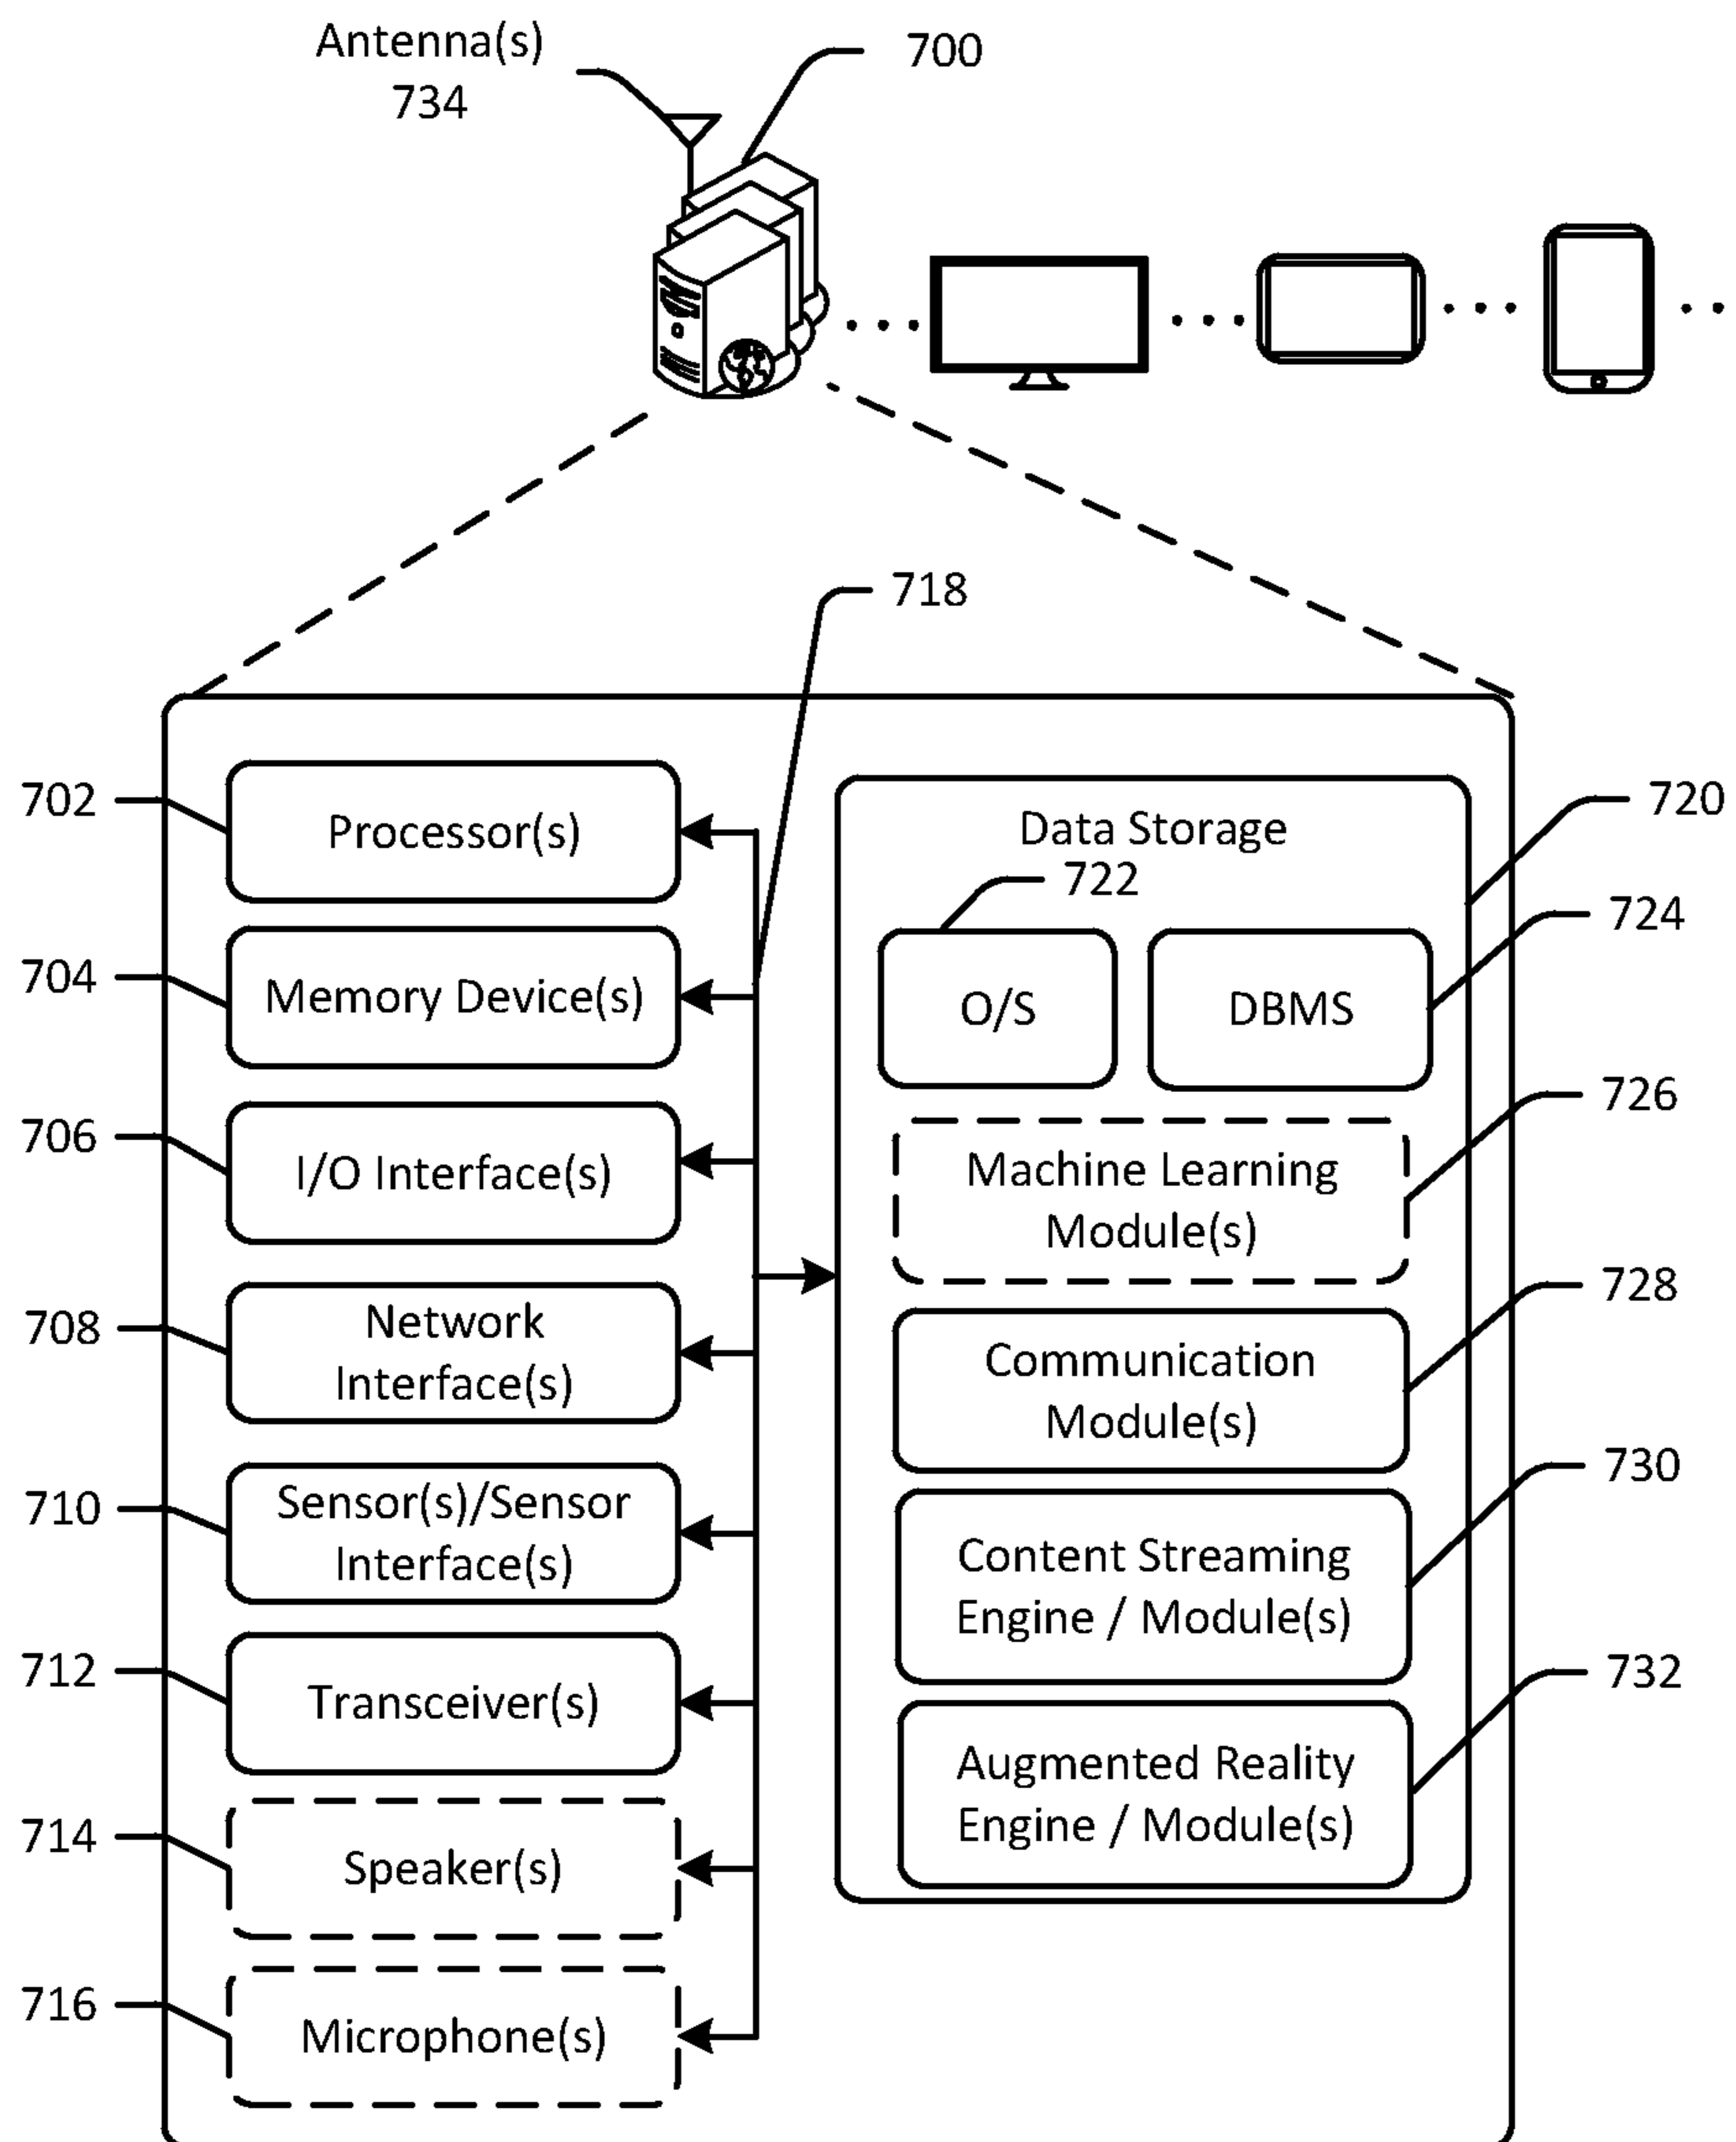 Antenna(s)
734
700
718
702
Processor(s)
704
Memory Device(s)
706
I/O Interface(s)
708
Network
Interface(s)
710
Sensor(s)/Sensor
Interface(s)
712
Transceiver(s)
714
Speaker(s)
716
Microphone(s)
Data Storage
720
722
O/S
DBMS
724
Machine Learning
Module(s)
726
Communication
Module(s)
728
Content Streaming
Engine / Module(s)
730
Augmented Reality
Engine / Module(s)
732